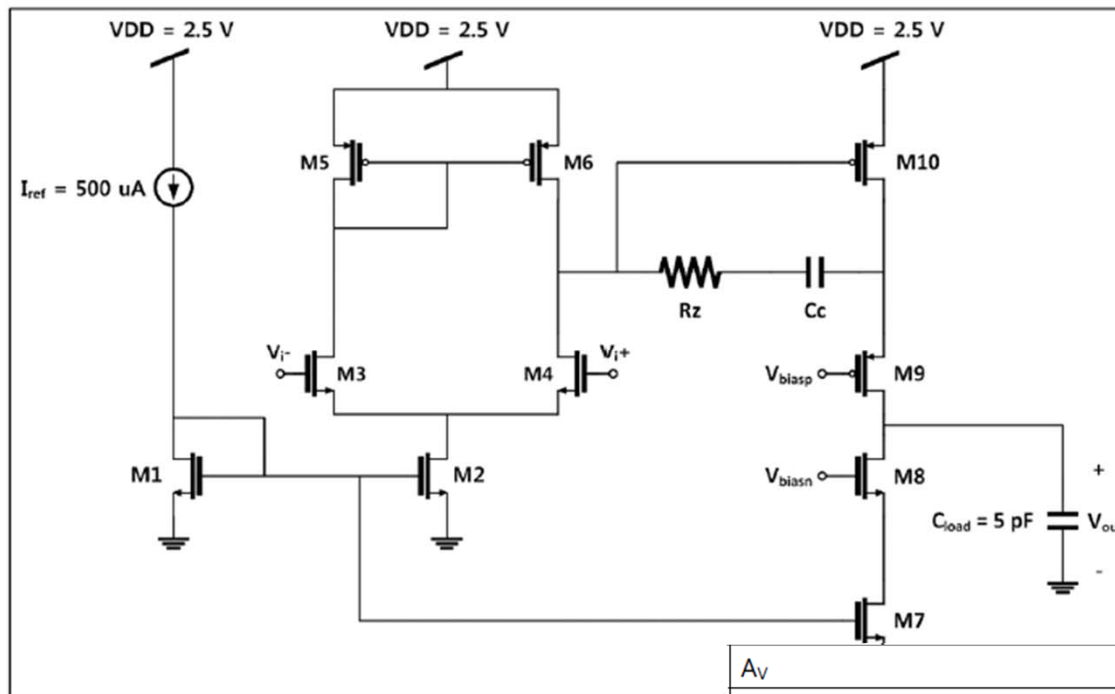 VDD = 2.5 V
VDD = 2.5 V
VDD = 2.5 V
M5
M6
M10
Iref = 500 uA
Rz
Cc
Vi-
M3
M4
Vi+
Vbiasp
M9
M1
M2
Vbiasn
M8
+
Cload = 5 pF
Vou
-
M7
AV